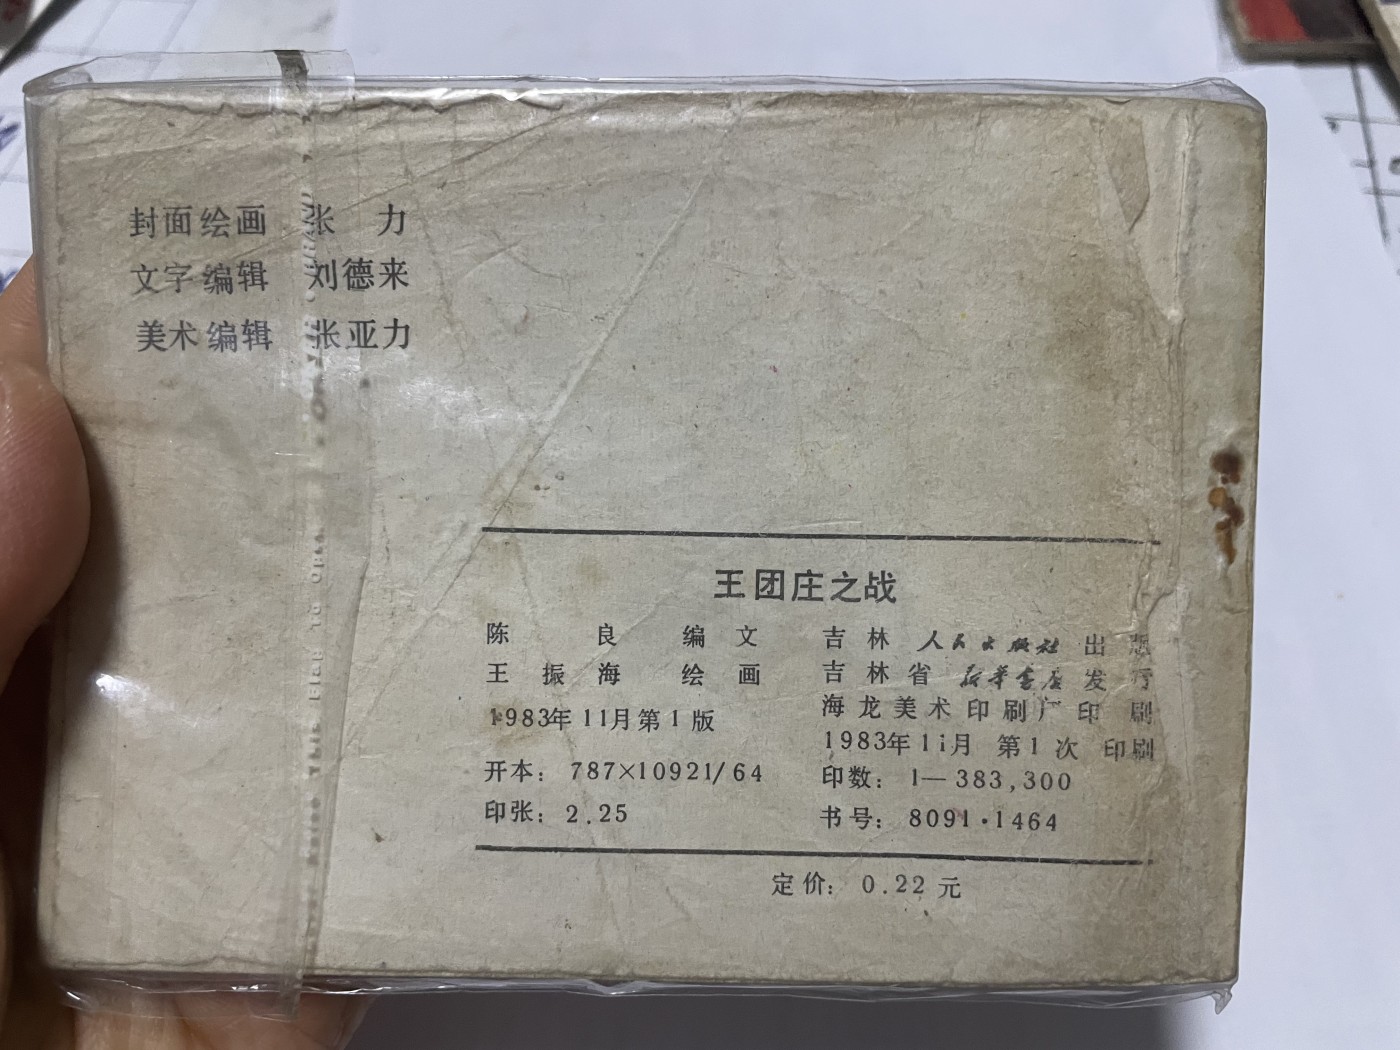 封面绘画 张 力
文字编辑 刘德来
美术编辑 张亚力
王团庄之战
陈 良 编 文
王 振 海 绘 画
1983年11月第1版
开本：787×10921/64
印张：2.25
吉 林 人民出版社 出 版
吉 林 省 新华书店 发 行
海 龙 美 术 印 刷 厂 印 刷
1983年1i月 第1次 印刷
印数：1—383,300
书号：8091·1464
定价：0.22元